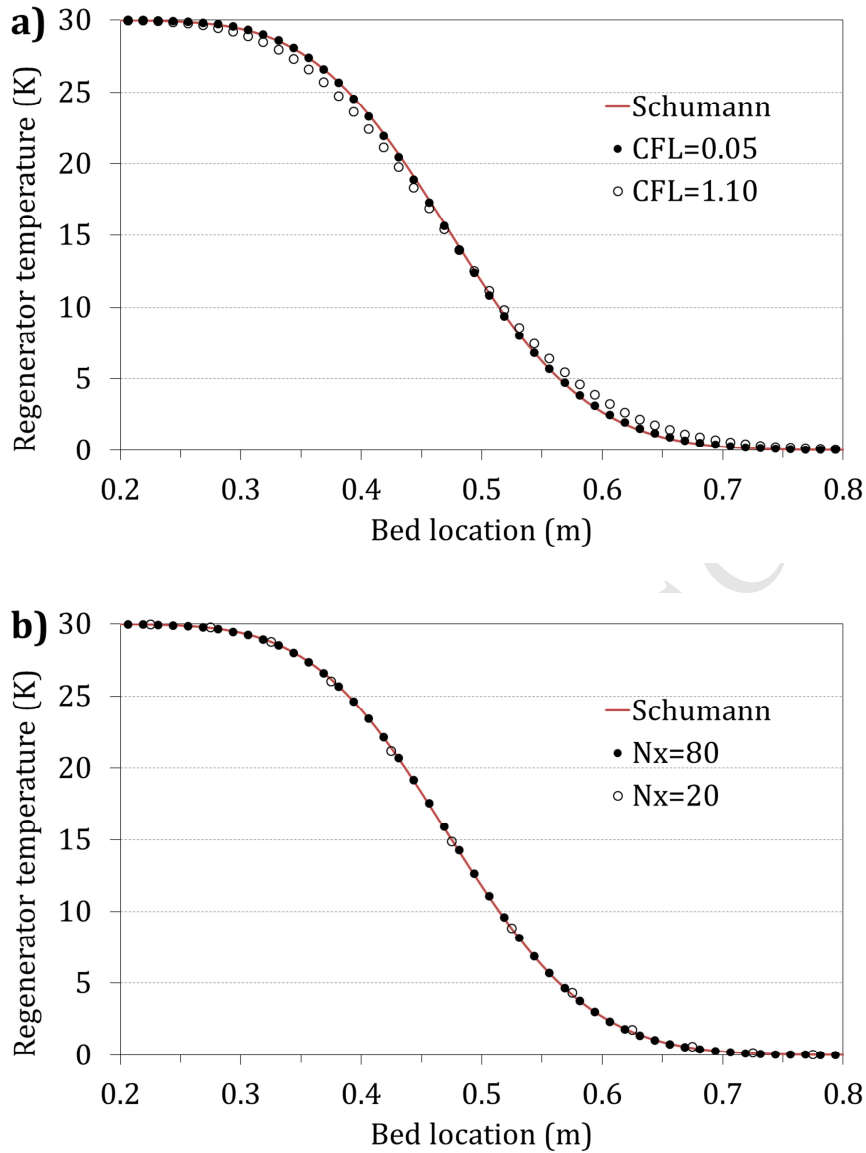 a)
Regenerator temperature (K)
30
25
20
15
10
5
0
Schumann
CFL=0.05
CFL=1.10
0.2 0.3 0.4 0.5 0.6 0.7 0.8
Bed location (m)
b)
Regenerator temperature (K)
30
25
20
15
10
5
0
Schumann
Nx=80
Nx=20
0.2 0.3 0.4 0.5 0.6 0.7 0.8
Bed location (m)